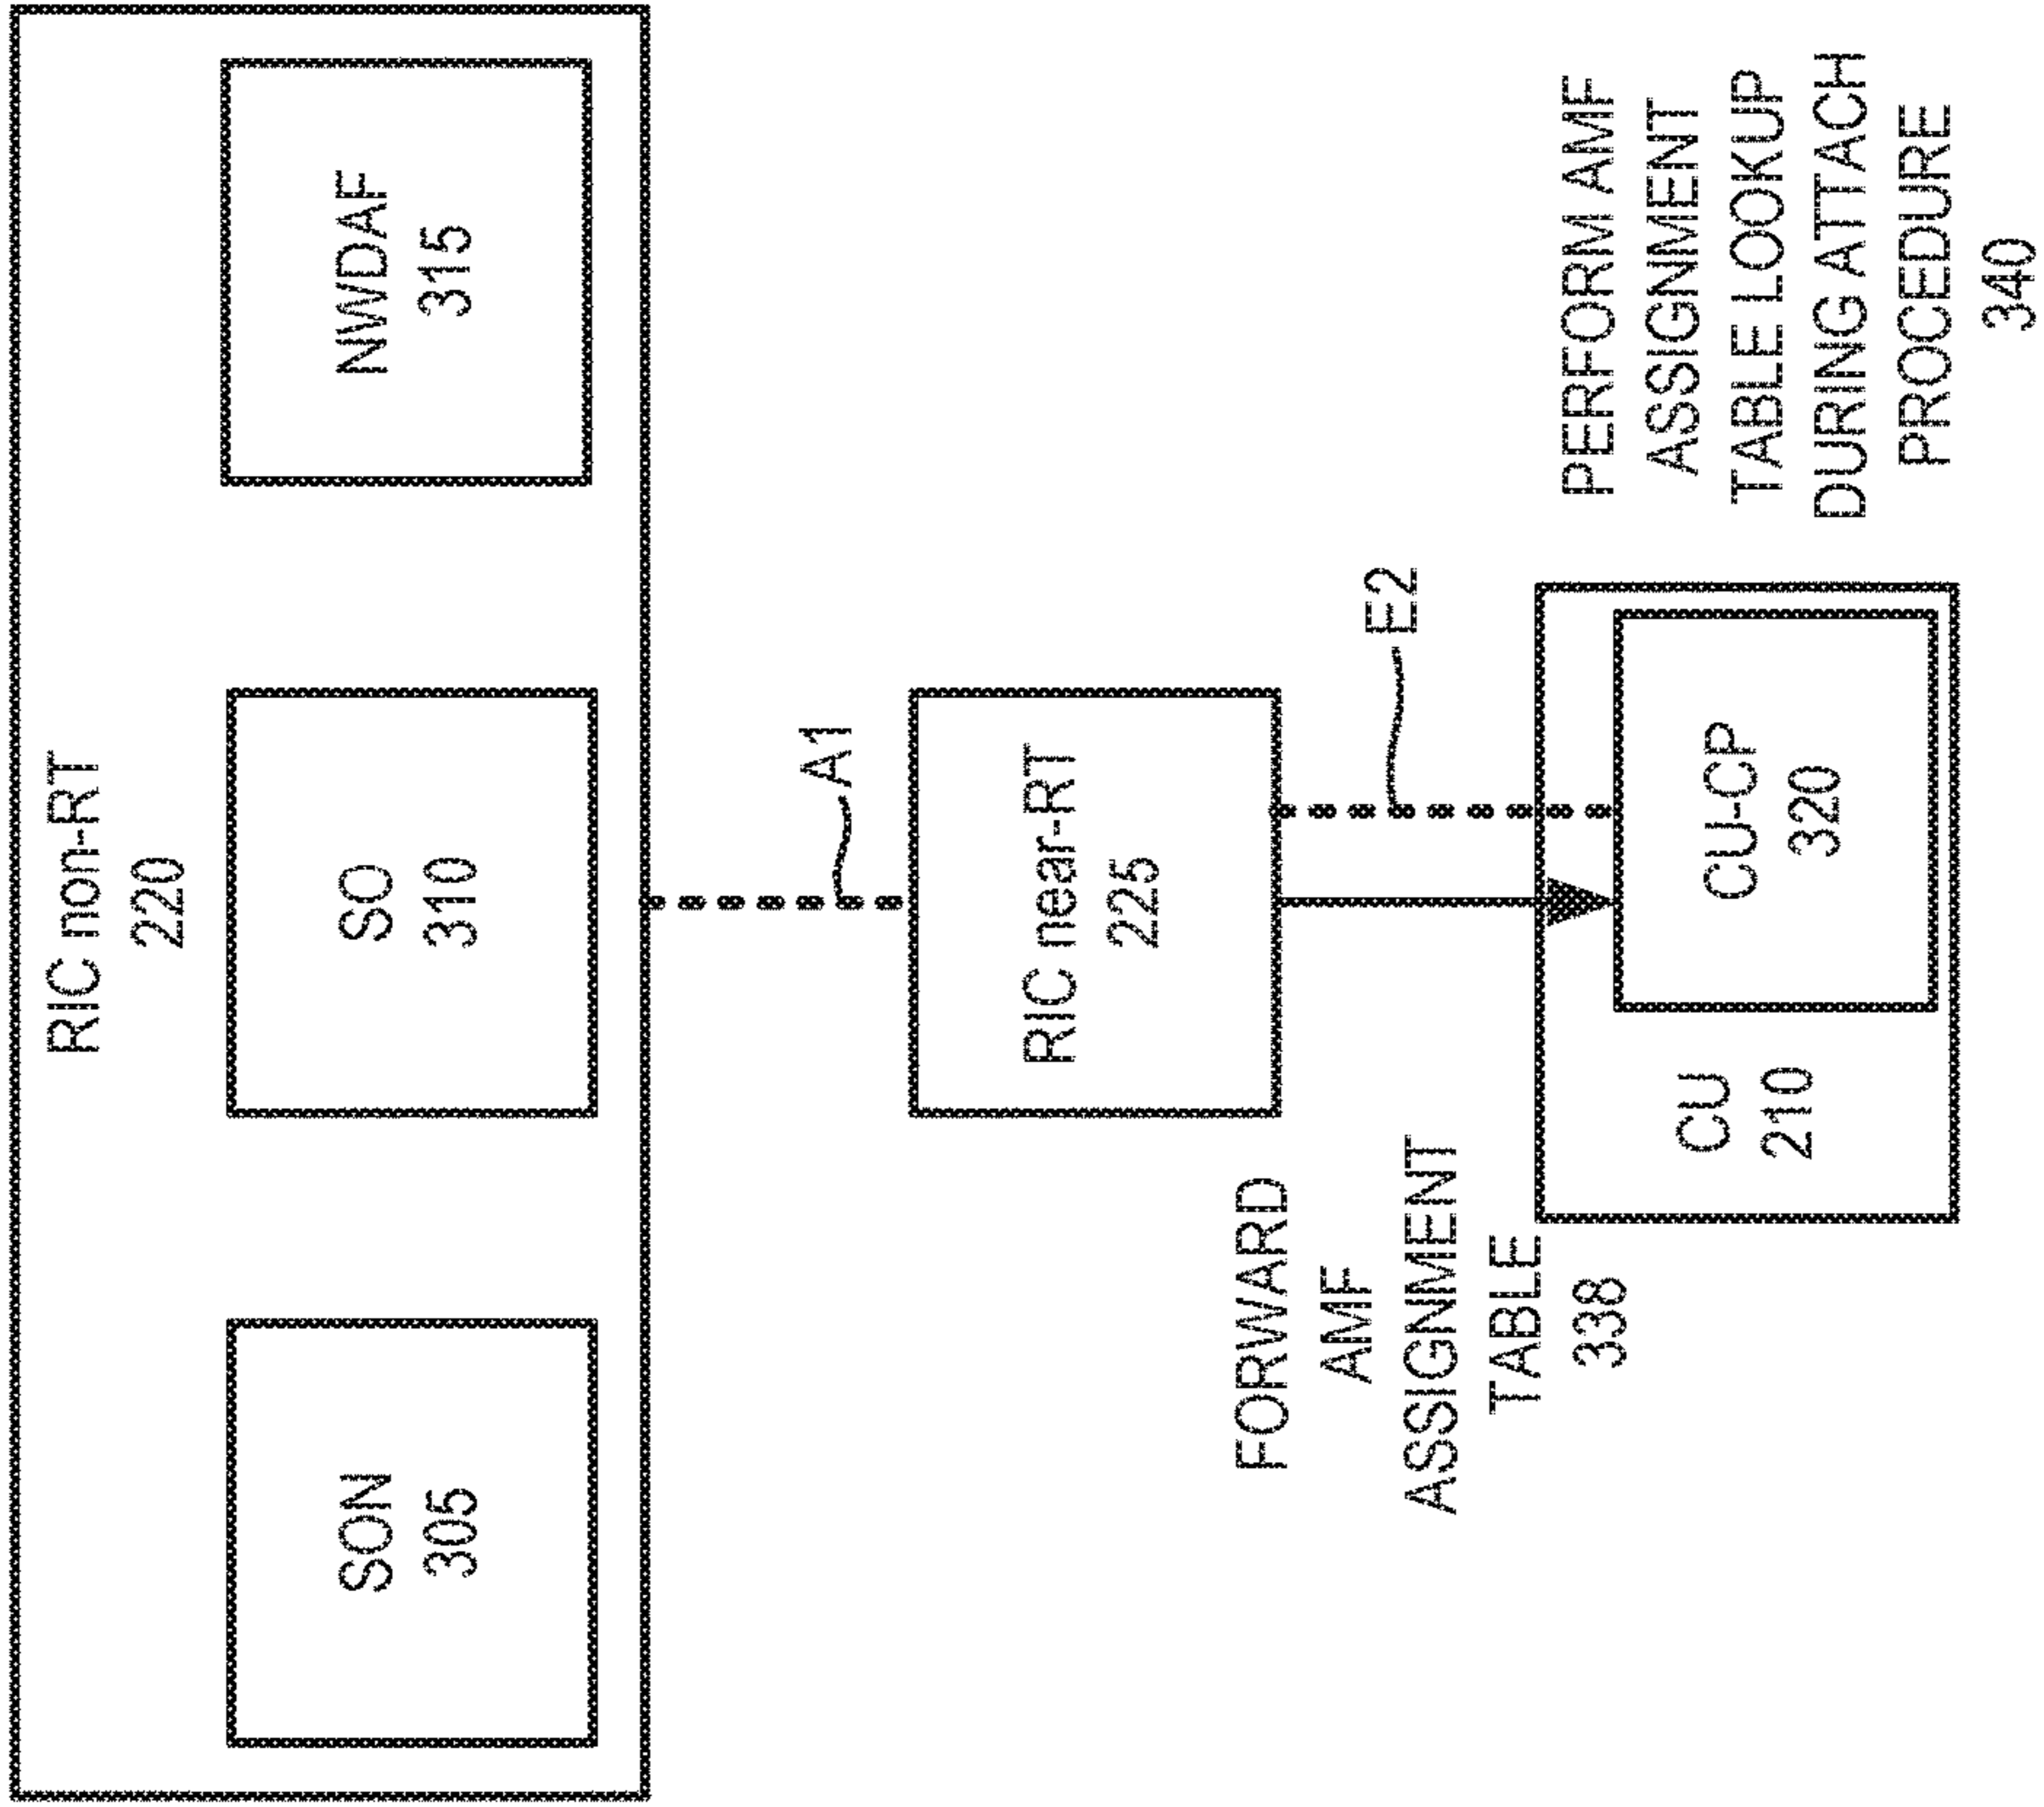 RIC non-RT
220
SON
305
SO
310
NWDAF
315
A1
RIC near-RT
225
FORWARD
AMF
ASSIGNMENT
TABLE
338
E2
CU
210
CU-CP
320
PERFORM AMF
ASSIGNMENT
TABLE LOOKUP
DURING ATTACH
PROCEDURE
340